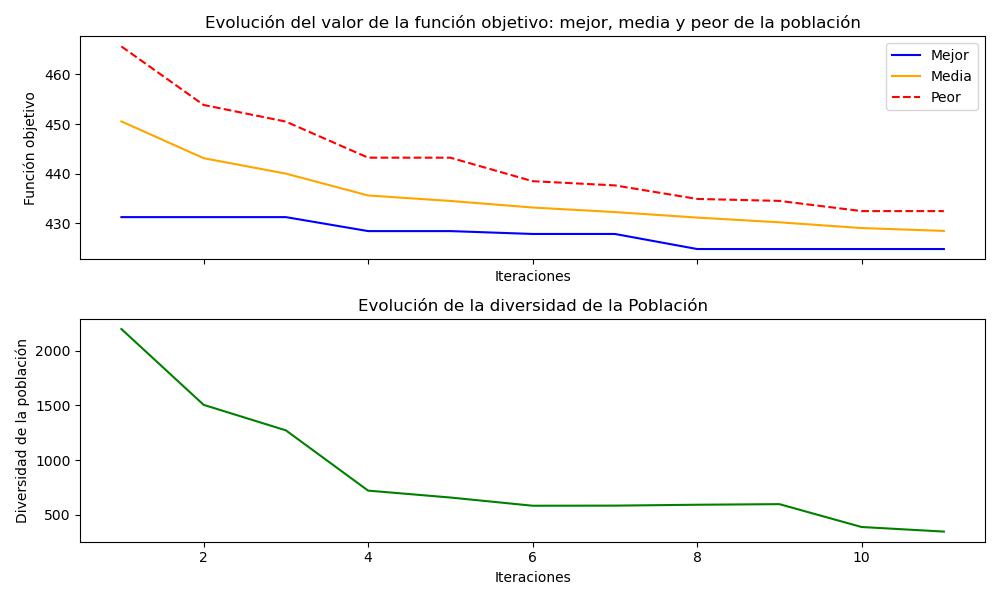 Evolución del valor de la función objetivo: mejor, media y peor de la población
Función objetivo
460
450
440
430
Mejor
Media
Peor
Iteraciones
Evolución de la diversidad de la Población
Diversidad de la población
2000
1500
1000
500
2 4 6 8 10
Iteraciones